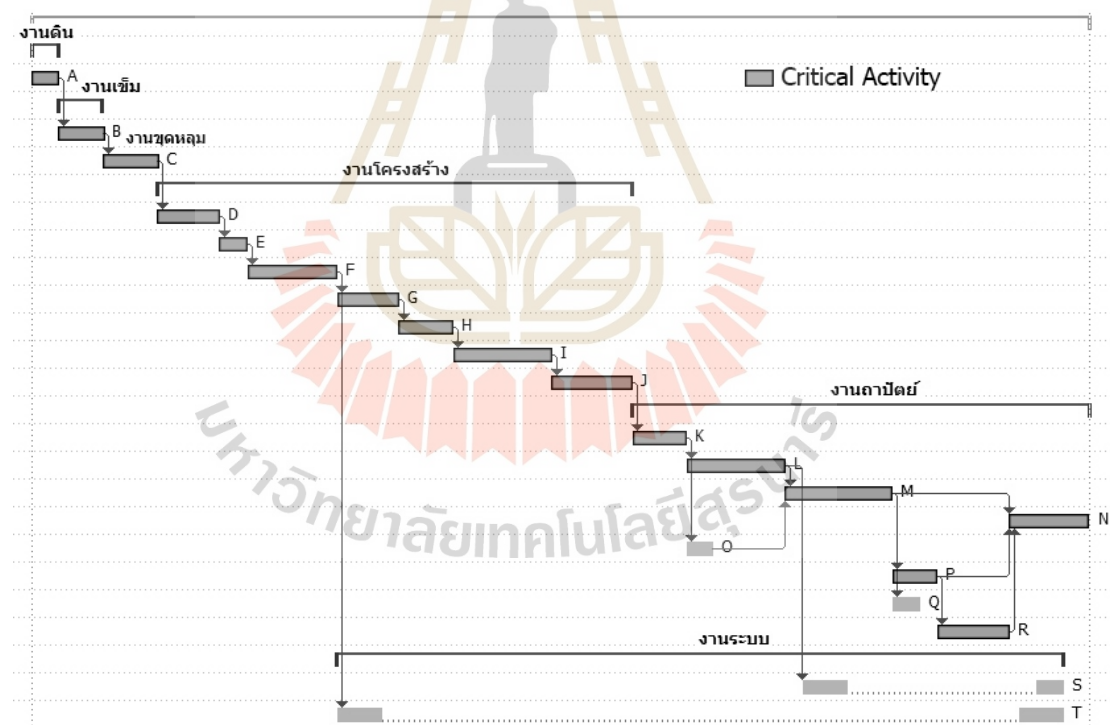 งานดิน
A
Critical Activity
งานเข็ม
B
งานขุดหลุม
C
งานโครงสร้าง
D
E
F
G
H
I
J
งานถาปัตย์
K
L
M
N
O
P
Q
R
งานระบบ
S
T
มหาวิทยาลัยเทคโนโลยีสุรนารี